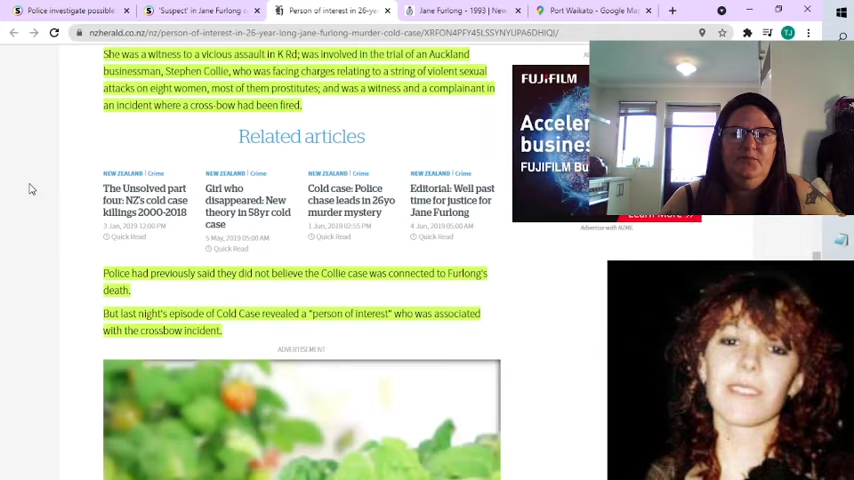 Police investigate possible
'Suspect' in Jane Furlong c
Person of interest in 26-ye
Jane Furlong - 1993 | Ne
Port Waikato - Google Ma
nzherald.co.nz/nz/person-of-interest-in-26-year-long-jane-furlong-murder-cold-case/XRFON4PFY45LSSYNYUPA6DHIQI/
TJ
She was a witness to a vicious assault in K Rd; was involved in the trial of an Auckland
businessman, Stephen Collie, who was facing charges relating to a string of violent sexual
attacks on eight women, most of them prostitutes; and was a witness and a complainant in
an incident where a cross-bow had been fired.
Related articles
NEW ZEALAND | Crime
The Unsolved part
four: NZ's cold case
killings 2000-2018
3 Jan, 2019 12:00 PM
Quick Read
NEW ZEALAND | Crime
Girl who
disappeared: New
theory in 58yr cold
case
5 May, 2019 05:00 AM
Quick Read
NEW ZEALAND | Crime
Cold case: Police
chase leads in 26yo
murder mystery
1 Jun, 2019 02:55 PM
Quick Read
NEW ZEALAND | Crime
Editorial: Well past
time for justice for
Jane Furlong
4 Jun, 2019 05:00 AM
Quick Read
FUJIFILM
Acceler
busines
FUJIFILM Bu
Learn More
Advertise with NZME.
Police had previously said they did not believe the Collie case was connected to Furlong's
death.
But last night's episode of Cold Case revealed a "person of interest" who was associated
with the crossbow incident.
ADVERTISEMENT